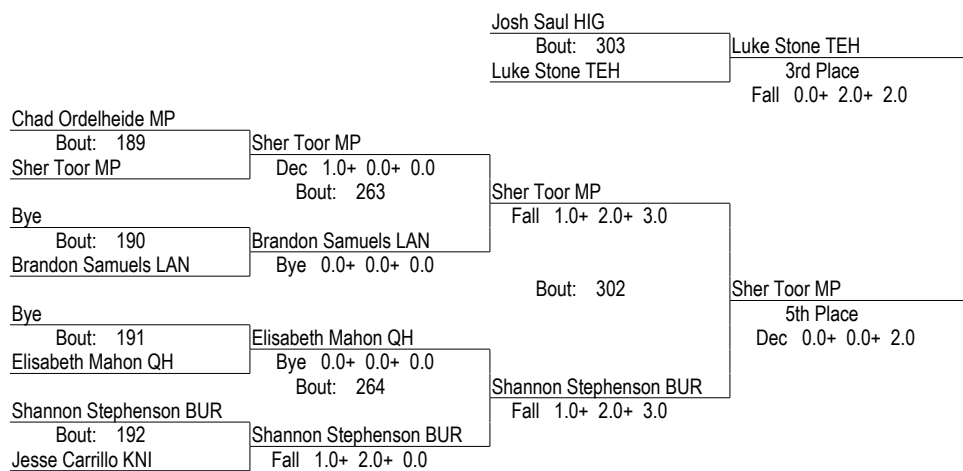 Josh Saul HIG
Bout: 303
Luke Stone TEH
Luke Stone TEH
3rd Place
Fall 0.0+ 2.0+ 2.0
Chad Ordelheide MP
Bout: 189
Sher Toor MP
Sher Toor MP
Dec 1.0+ 0.0+ 0.0
Bout: 263
Sher Toor MP
Fall 1.0+ 2.0+ 3.0
Bye
Bout: 190
Brandon Samuels LAN
Brandon Samuels LAN
Bye 0.0+ 0.0+ 0.0
Bout: 302
Sher Toor MP
5th Place
Dec 0.0+ 0.0+ 2.0
Bye
Bout: 191
Elisabeth Mahon QH
Elisabeth Mahon QH
Bye 0.0+ 0.0+ 0.0
Bout: 264
Shannon Stephenson BUR
Fall 1.0+ 2.0+ 3.0
Shannon Stephenson BUR
Bout: 192
Jesse Carrillo KNI
Shannon Stephenson BUR
Fall 1.0+ 2.0+ 0.0